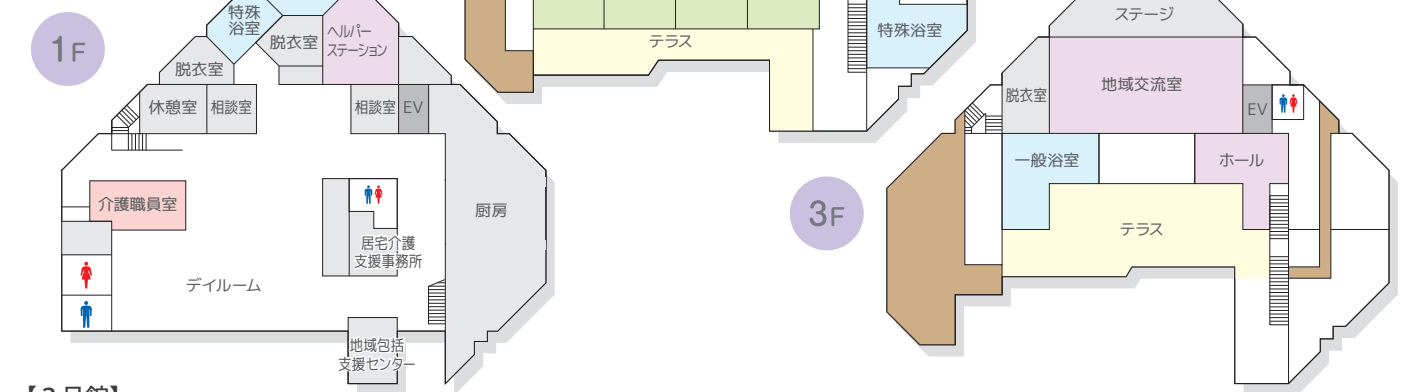 1F
特殊
浴室
脱衣室
ヘルパー
ステーション
脱衣室
休憩室
相談室
相談室
EV
介護職員室
厨房
居宅介護
支援事務所
デイルーム
地域包括
支援センター
テラス
特殊浴室
3F
ステージ
地域交流室
脱衣室
EV
一般浴室
ホール
テラス